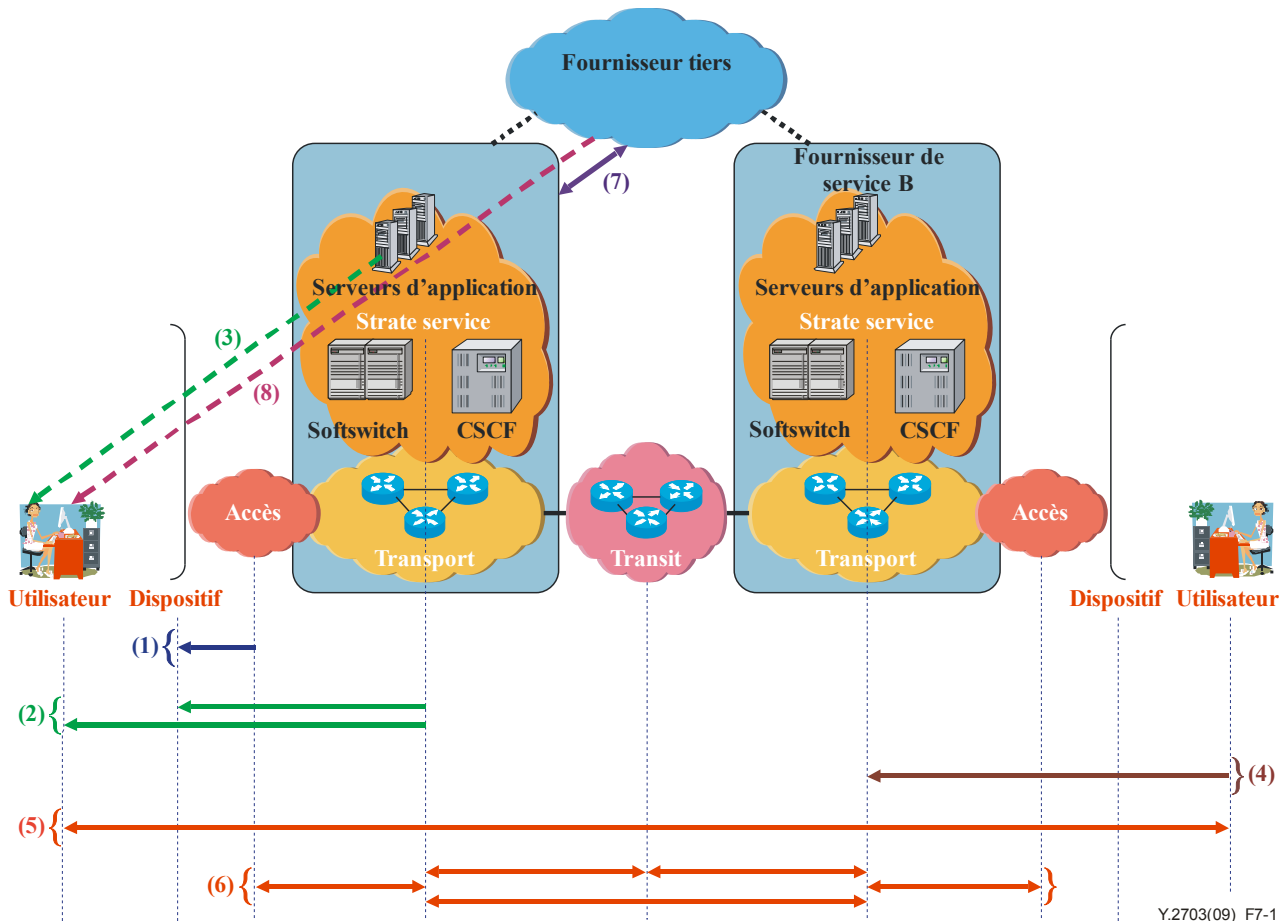 Fournisseur tiers
Fournisseur de
service B
(7)
Serveurs d'application
Serveurs d'application
Strate service
Strate service
(3)
(8)
Softswitch
CSCF
Softswitch
CSCF
Accès
Accès
Transport
Transit
Transport
Utilisateur
Dispositif
Dispositif
Utilisateur
(1)
(2)
(4)
(5)
(6)
Y.2703(09)_F7-1